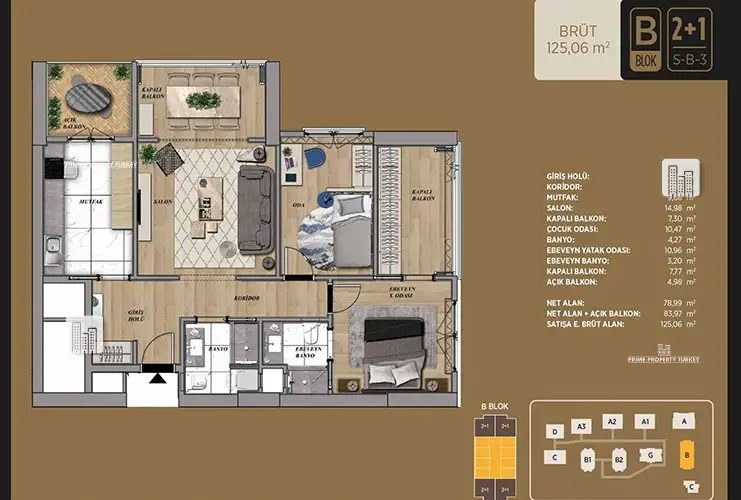 BRÜT
125,06 m²
B
BLOK
2+1
S-B-3
AÇIK
BALKON
KAPALI
BALKON
PRIME PROPERTY TURKEY
MUTFAK
SALON
ODA
KAPALI
BALKON
GİRİŞ
HOLÜ
KORİDOR
EBEVEYN
Y. ODASI
BANYO
EBEVEYN
BANYO
GİRİŞ HOLÜ:
KORİDOR:
MUTFAK: m²
SALON: 14,98 m²
KAPALI BALKON: 7,30 m²
ÇOCUK ODASI: 10,47 m²
BANYO: 4,27 m²
EBEVEYN YATAK ODASI: 10,96 m²
EBEVEYN BANYO: 3,20 m²
KAPALI BALKON: 7,77 m²
AÇIK BALKON: 4,98 m²
NET ALAN: 78,99 m²
NET ALAN + AÇIK BALKON: 83,97 m²
SATIŞA E. BRÜT ALAN: 125,06 m²
PRIME PROPERTY TURKEY
B BLOK
2+1 2+1
2+1 2+1
D A3 A2 A1 A
C B1 B2 G B
C